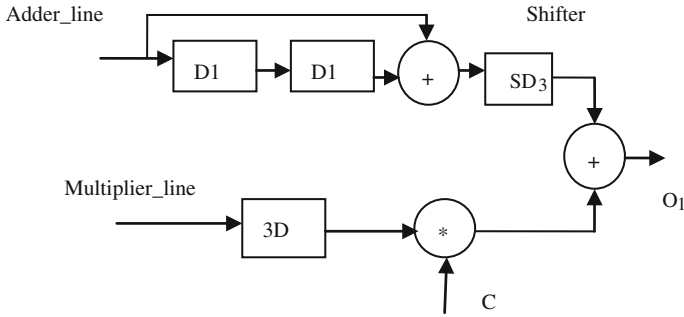 Adder_line
Shifter
D1
D1
+
SD3
+
O1
Multiplier_line
3D
*
C